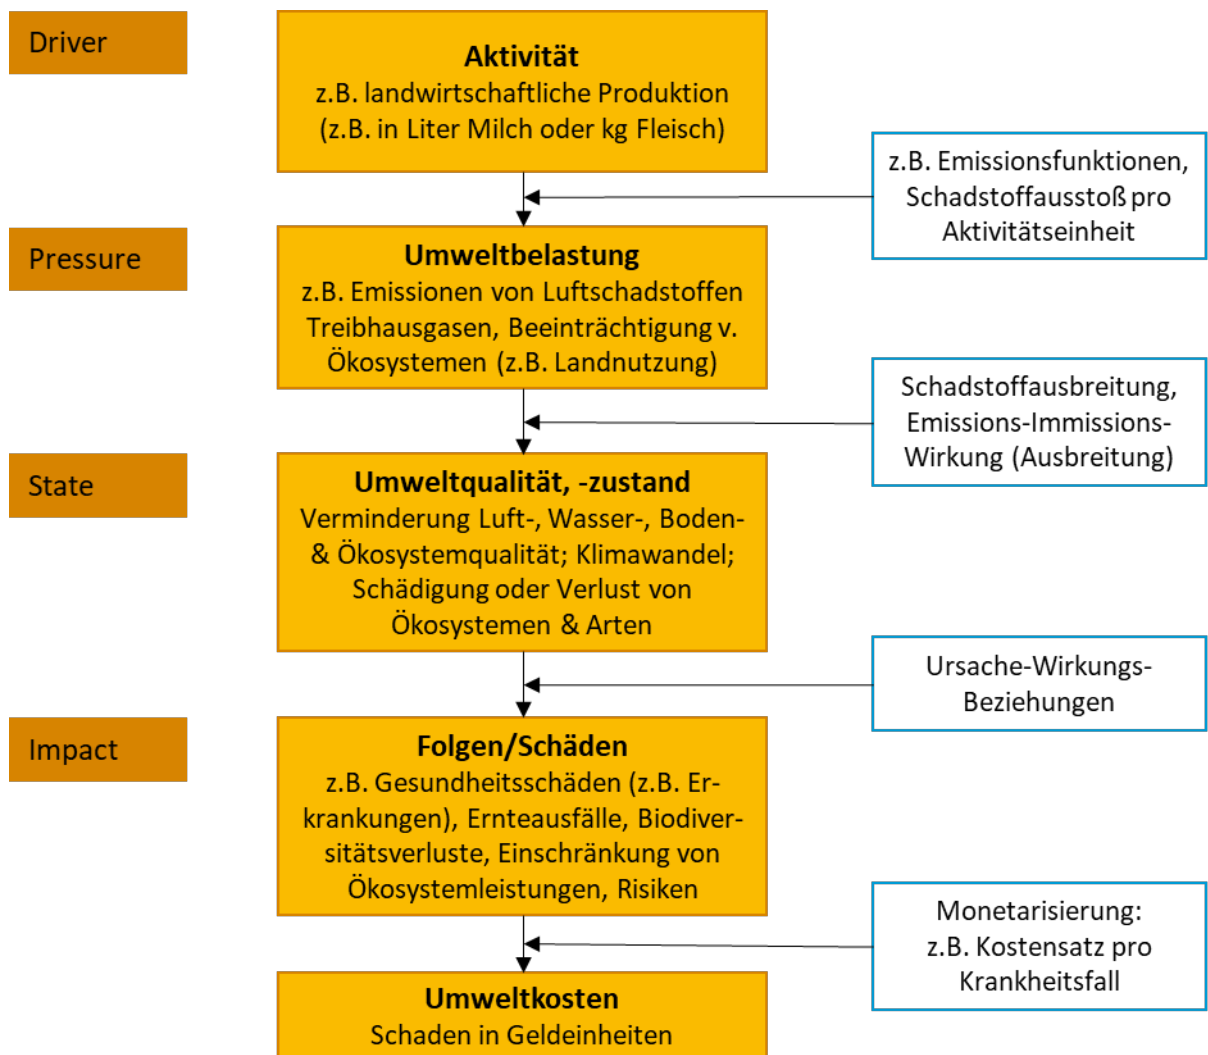 Driver
Aktivität
z.B. landwirtschaftliche Produktion
(z.B. in Liter Milch oder kg Fleisch)
z.B. Emissionsfunktionen,
Schadstoffausstoß pro
Aktivitätseinheit
Pressure
Umweltbelastung
z.B. Emissionen von Luftschadstoffen
Treibhausgasen, Beeinträchtigung v.
Ökosystemen (z.B. Landnutzung)
Schadstoffausbreitung,
Emissions-Immissions-
Wirkung (Ausbreitung)
State
Umweltqualität, -zustand
Verminderung Luft-, Wasser-, Boden-
& Ökosystemqualität; Klimawandel;
Schädigung oder Verlust von
Ökosystemen & Arten
Ursache-Wirkungs-
Beziehungen
Impact
Folgen/Schäden
z.B. Gesundheitsschäden (z.B. Er-
krankungen), Ernteausfälle, Biodiver-
sitätsverluste, Einschränkung von
Ökosystemleistungen, Risiken
Monetarisierung:
z.B. Kostensatz pro
Krankheitsfall
Umweltkosten
Schaden in Geldeinheiten